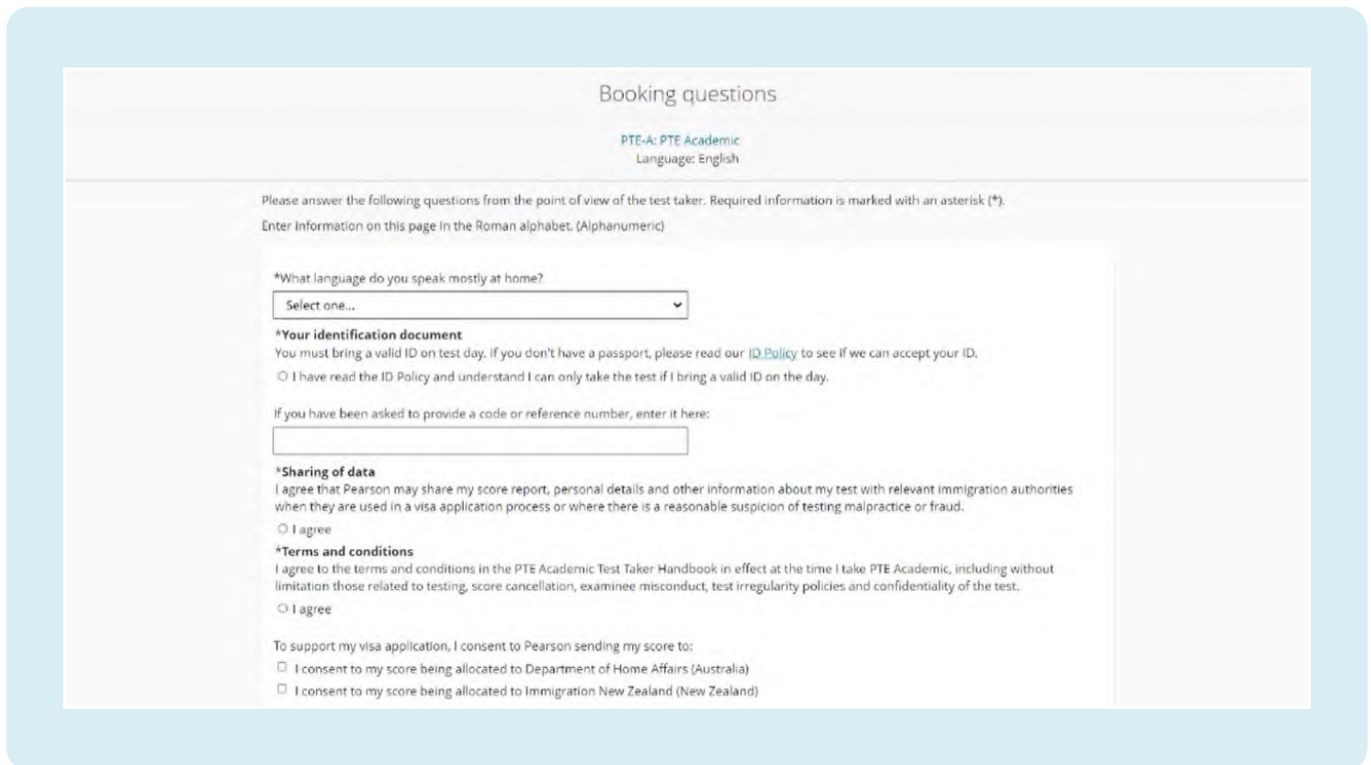 Booking questions
PTE-A: PTE Academic
Language: English
Please answer the following questions from the point of view of the test taker. Required information is marked with an asterisk (*).
Enter information on this page in the Roman alphabet. (Alphanumeric)
*What language do you speak mostly at home?
Select one...
*Your identification document
You must bring a valid ID on test day. If you don't have a passport, please read our ID Policy to see if we can accept your ID.
I have read the ID Policy and understand I can only take the test if I bring a valid ID on the day.
If you have been asked to provide a code or reference number, enter it here:
*Sharing of data
I agree that Pearson may share my score report, personal details and other information about my test with relevant immigration authorities
when they are used in a visa application process or where there is a reasonable suspicion of testing malpractice or fraud.
I agree
*Terms and conditions
I agree to the terms and conditions in the PTE Academic Test Taker Handbook in effect at the time I take PTE Academic, including without
limitation those related to testing, score cancellation, examinee misconduct, test irregularity policies and confidentiality of the test.
I agree
To support my visa application, I consent to Pearson sending my score to:
I consent to my score being allocated to Department of Home Affairs (Australia)
I consent to my score being allocated to Immigration New Zealand (New Zealand)